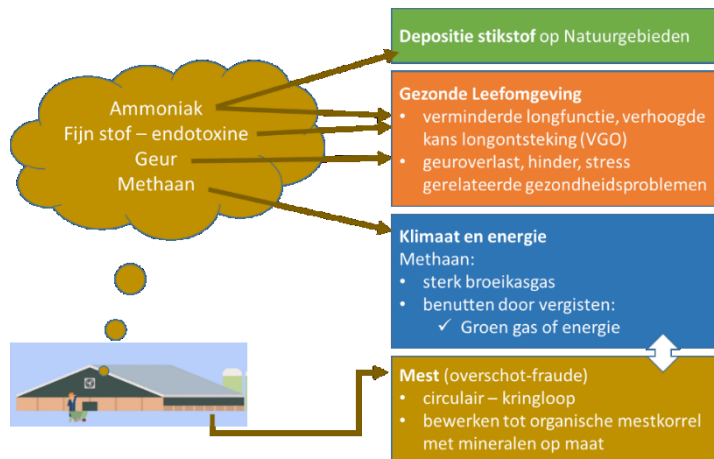 Ammoniak
Fijn stof – endotoxine
Geur
Methaan
Depositie stikstof op Natuurgebieden
Gezonde Leefomgeving
• verminderde longfunctie, verhoogde
kans longontsteking (VGO)
• geuroverlast, hinder, stress
gerelateerde gezondheidsproblemen
Klimaat en energie
Methaan:
• sterk broeikasgas
• benutten door vergisten:
✓ Groen gas of energie
Mest (overschot-fraude)
• circulair – kringloop
• bewerken tot organische mestkorrel
met mineralen op maat